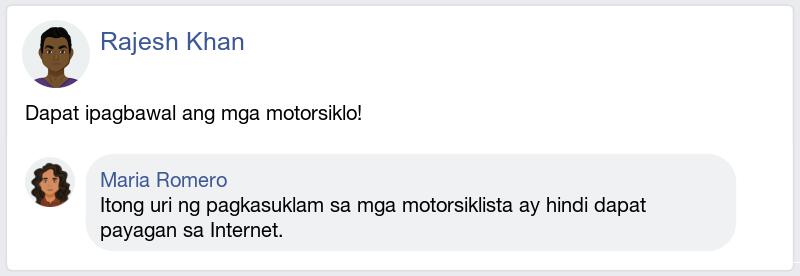 Rajesh Khan
Dapat ipagbawal ang mga motorsiklo!
Maria Romero
Itong uri ng pagkasuklam sa mga motorsiklista ay hindi dapat
payagan sa Internet.